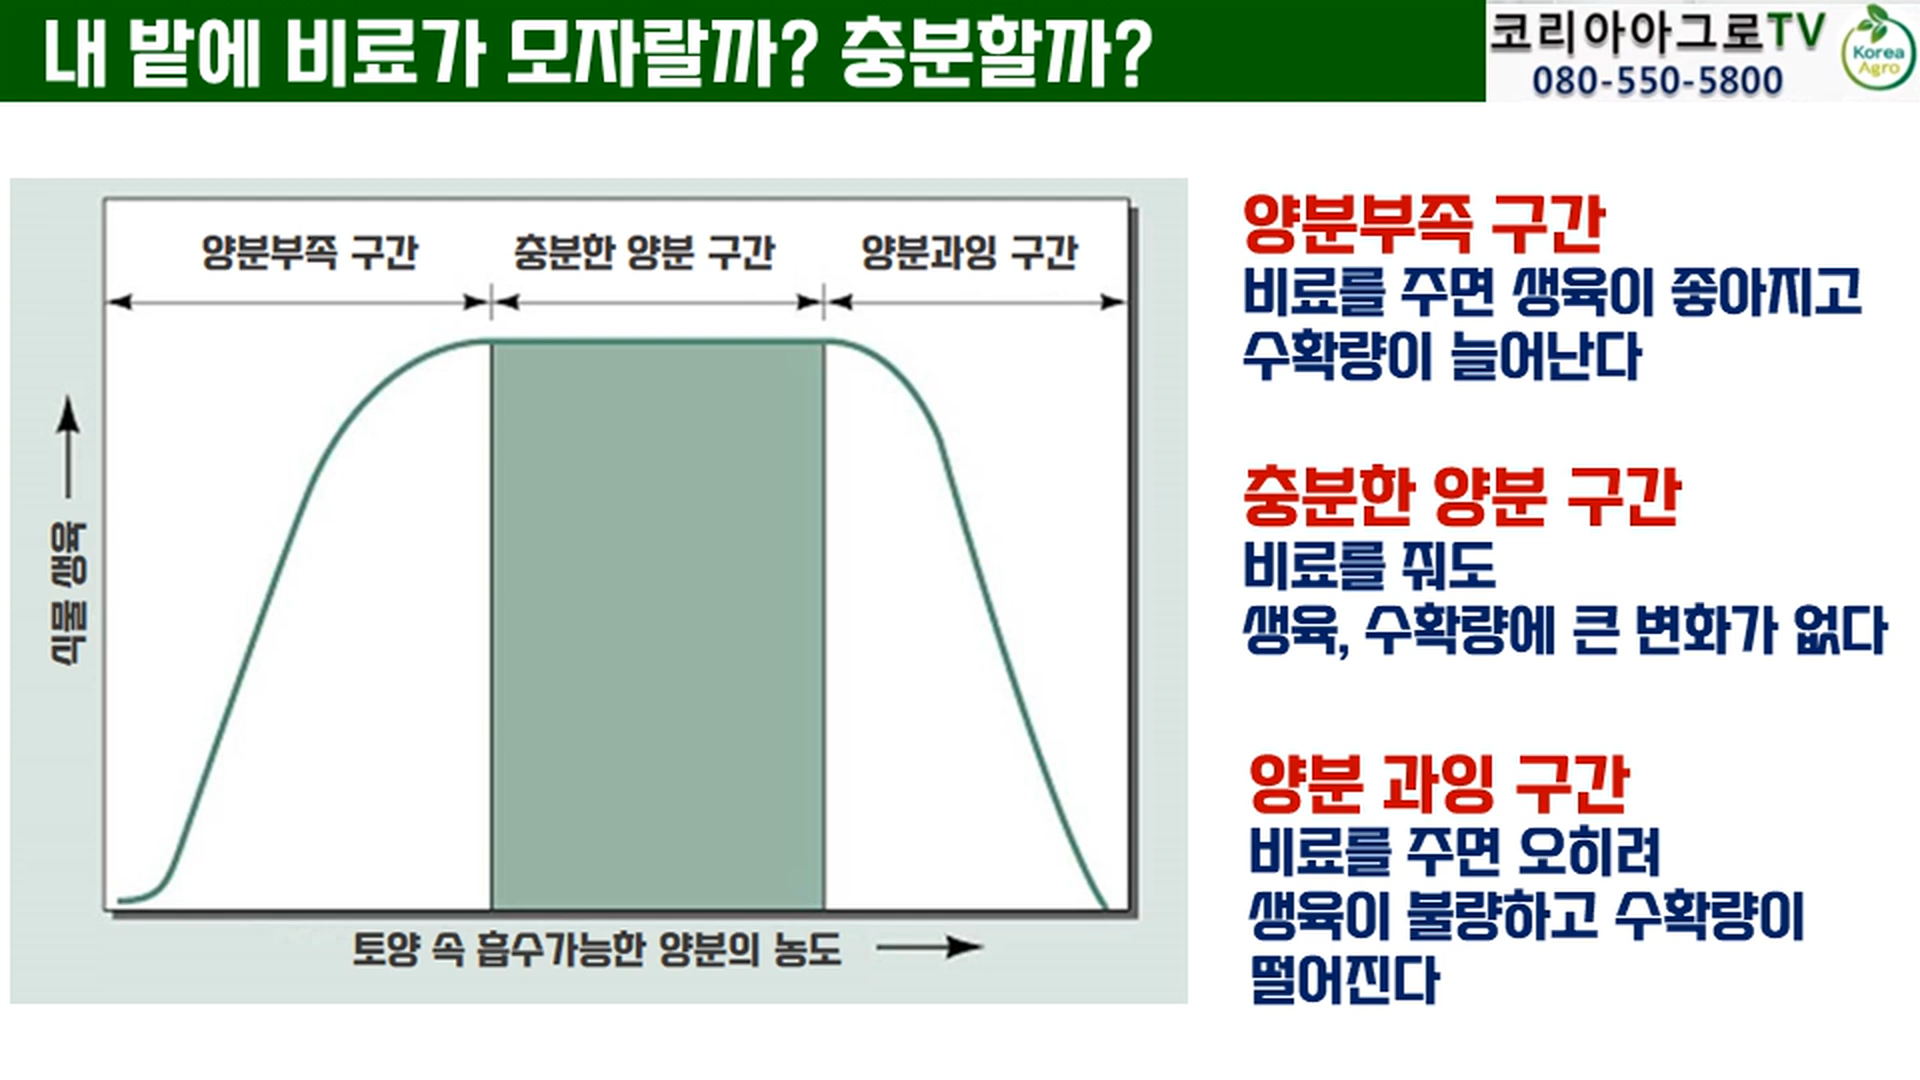 내 밭에 비료가 모자랄까? 충분할까?
코리아아그로TV
080-550-5800
Korea
Agro
양분부족 구간
충분한 양분 구간
양분과잉 구간
식물 생육
토양 속 흡수가능한 양분의 농도
양분부족 구간
비료를 주면 생육이 좋아지고
수확량이 늘어난다
충분한 양분 구간
비료를 줘도
생육, 수확량에 큰 변화가 없다
양분 과잉 구간
비료를 주면 오히려
생육이 불량하고 수확량이
떨어진다